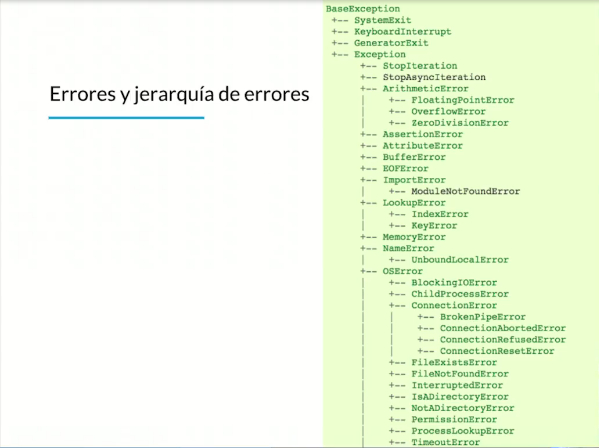 Errores y jerarquía de errores
BaseException
+-- SystemExit
+-- KeyboardInterrupt
+-- GeneratorExit
+-- Exception
+-- StopIteration
+-- StopAsyncIteration
+-- ArithmeticError
|    +-- FloatingPointError
|    +-- OverflowError
|    +-- ZeroDivisionError
+-- AssertionError
+-- AttributeError
+-- BufferError
+-- EOFError
+-- ImportError
|    +-- ModuleNotFoundError
+-- LookupError
|    +-- IndexError
|    +-- KeyError
+-- MemoryError
+-- NameError
|    +-- UnboundLocalError
+-- OSError
|    +-- BlockingIOError
|    +-- ChildProcessError
|    +-- ConnectionError
|    |    +-- BrokenPipeError
|    |    +-- ConnectionAbortedError
|    |    +-- ConnectionRefusedError
|    |    +-- ConnectionResetError
|    +-- FileExistsError
|    +-- FileNotFoundError
|    +-- InterruptedError
|    +-- IsADirectoryError
|    +-- NotADirectoryError
|    +-- PermissionError
|    +-- ProcessLookupError
|    +-- TimeoutError